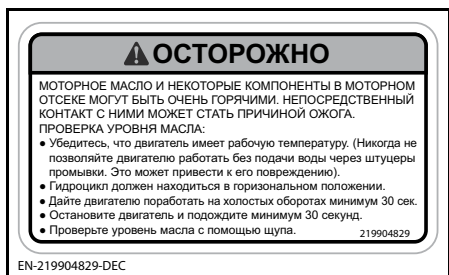 ОСТОРОЖНО
МОТОРНОЕ МАСЛО И НЕКОТОРЫЕ КОМПОНЕНТЫ В МОТОРНОМ
ОТСЕКЕ МОГУТ БЫТЬ ОЧЕНЬ ГОРЯЧИМИ. НЕПОСРЕДСТВЕННЫЙ
КОНТАКТ С НИМИ МОЖЕТ СТАТЬ ПРИЧИНОЙ ОЖОГА.
ПРОВЕРКА УРОВНЯ МАСЛА:
● Убедитесь, что двигатель имеет рабочую температуру. (Никогда не
позволяйте двигателю работать без подачи воды через штуцеры
промывки. Это может привести к его повреждению).
● Гидроцикл должен находиться в горизональном положении.
● Дайте двигателю поработать на холостых оборотах минимум 30 сек.
● Остановите двигатель и подождите минимум 30 секунд.
● Проверьте уровень масла с помощью щупа. 219904829
EN-219904829-DEC